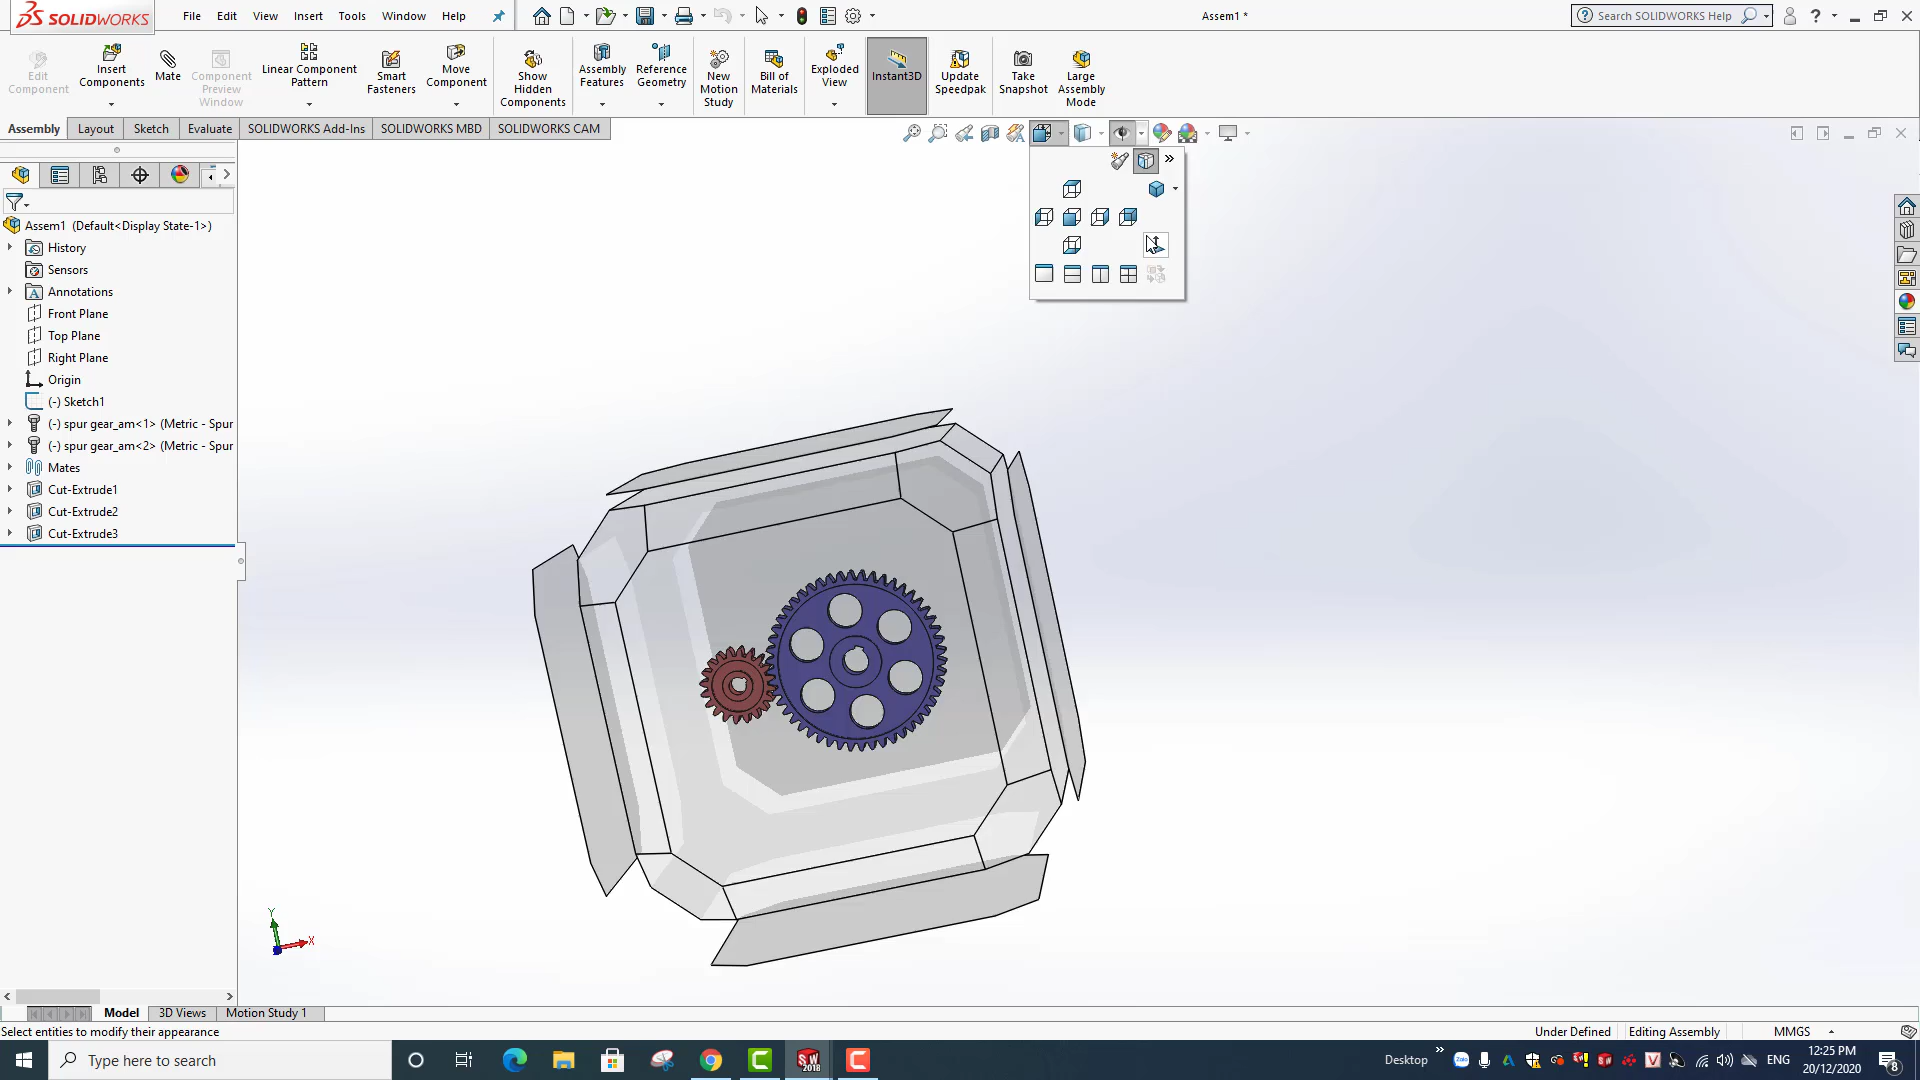 SOLIDWORKS File Edit View Insert Tools Window Help Assem1 * Search SOLIDWORKS Help ?
Edit Component
Insert Components
Mate
Component Preview Window
Linear Component Pattern
Smart Fasteners
Move Component
Show Hidden Components
Assembly Features
Reference Geometry
New Motion Study
Bill of Materials
Exploded View
Instant3D
Update Speedpak
Take Snapshot
Large Assembly Mode
Assembly Layout Sketch Evaluate SOLIDWORKS Add-Ins SOLIDWORKS MBD SOLIDWORKS CAM
Assem1 (Default<Display State-1>)
History
Sensors
Annotations
Front Plane
Top Plane
Right Plane
Origin
(-) Sketch1
(-) spur gear_am<1> (Metric - Spur
(-) spur gear_am<2> (Metric - Spur
Mates
Cut-Extrude1
Cut-Extrude2
Cut-Extrude3
Y
X
Model 3D Views Motion Study 1
Select entities to modify their appearance Under Defined Editing Assembly MMGS
Type here to search Desktop ENG 12:25 PM
20/12/2020
8